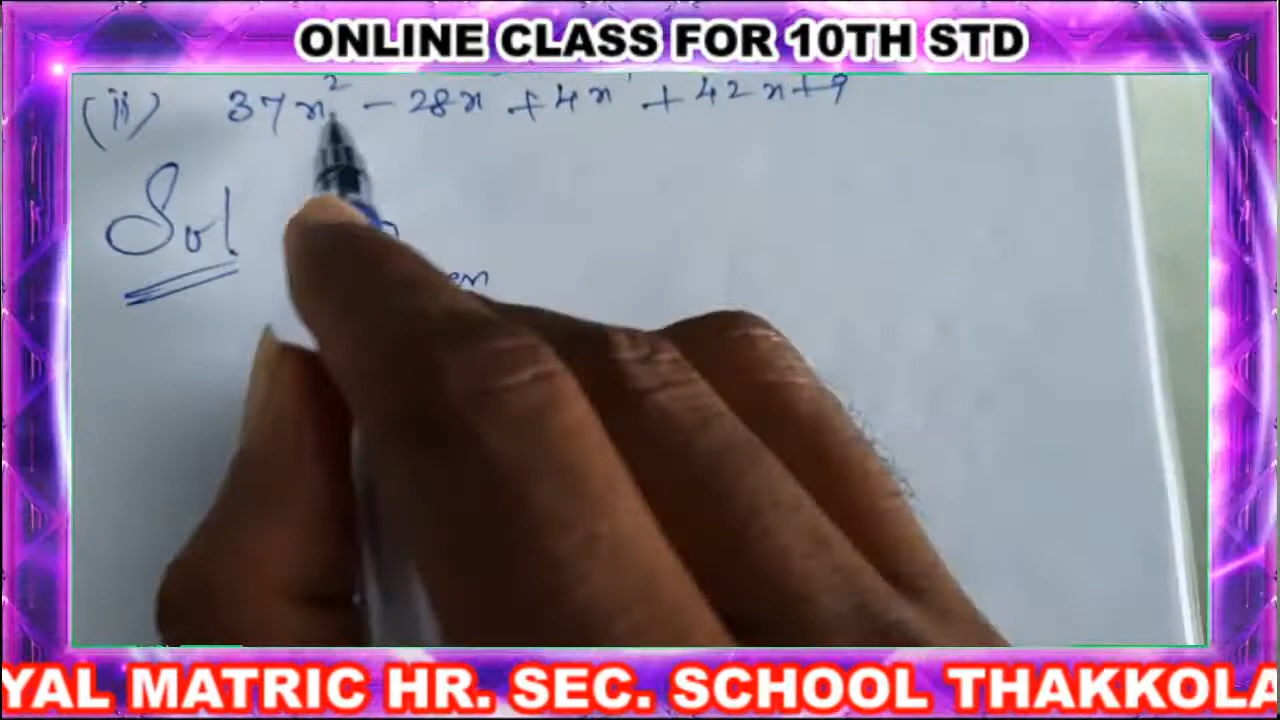 ONLINE CLASS FOR 10TH STD
(ii) 37x² - 28x + 4x + 42x + 9
Sol
YAL MATRIC HR. SEC. SCHOOL THAKKOLA